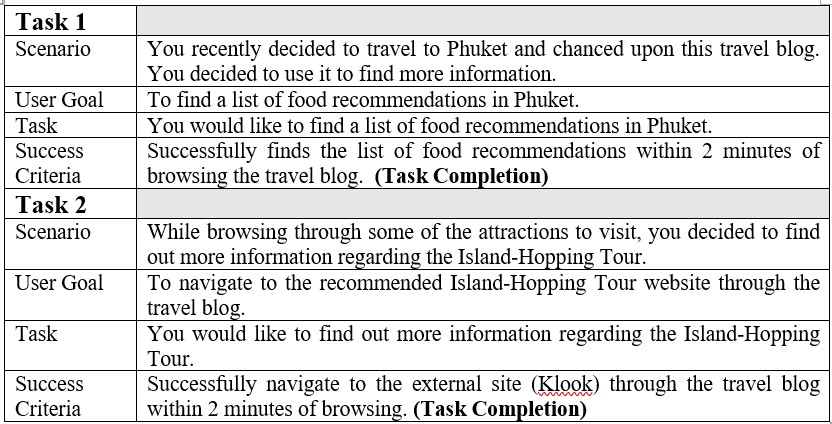 Task 1
Scenario You recently decided to travel to Phuket and chanced upon this travel blog.
You decided to use it to find more information.
User Goal To find a list of food recommendations in Phuket.
Task You would like to find a list of food recommendations in Phuket.
Success Successfully finds the list of food recommendations within 2 minutes of
Criteria browsing the travel blog. (Task Completion)
Task 2
Scenario While browsing through some of the attractions to visit, you decided to find
out more information regarding the Island-Hopping Tour.
User Goal To navigate to the recommended Island-Hopping Tour website through the
travel blog.
Task You would like to find out more information regarding the Island-Hopping
Tour.
Success Successfully navigate to the external site (Klook) through the travel blog
Criteria within 2 minutes of browsing. (Task Completion)